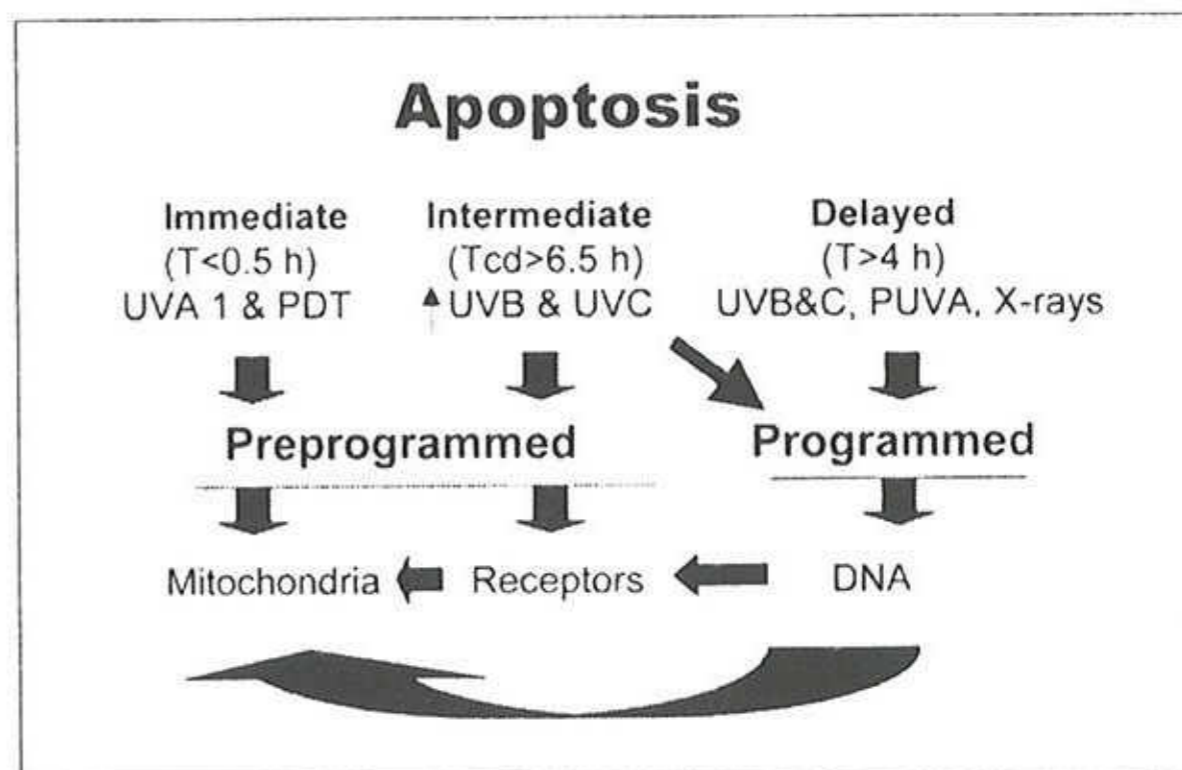 Apoptosis
Immediate
(T<0.5 h)
UVA 1 & PDT
Intermediate
(Tcd>6.5 h)
UVB & UVC
Delayed
(T>4 h)
UVB&C, PUVA, X-rays
Preprogrammed
Programmed
Mitochondria
Receptors
DNA